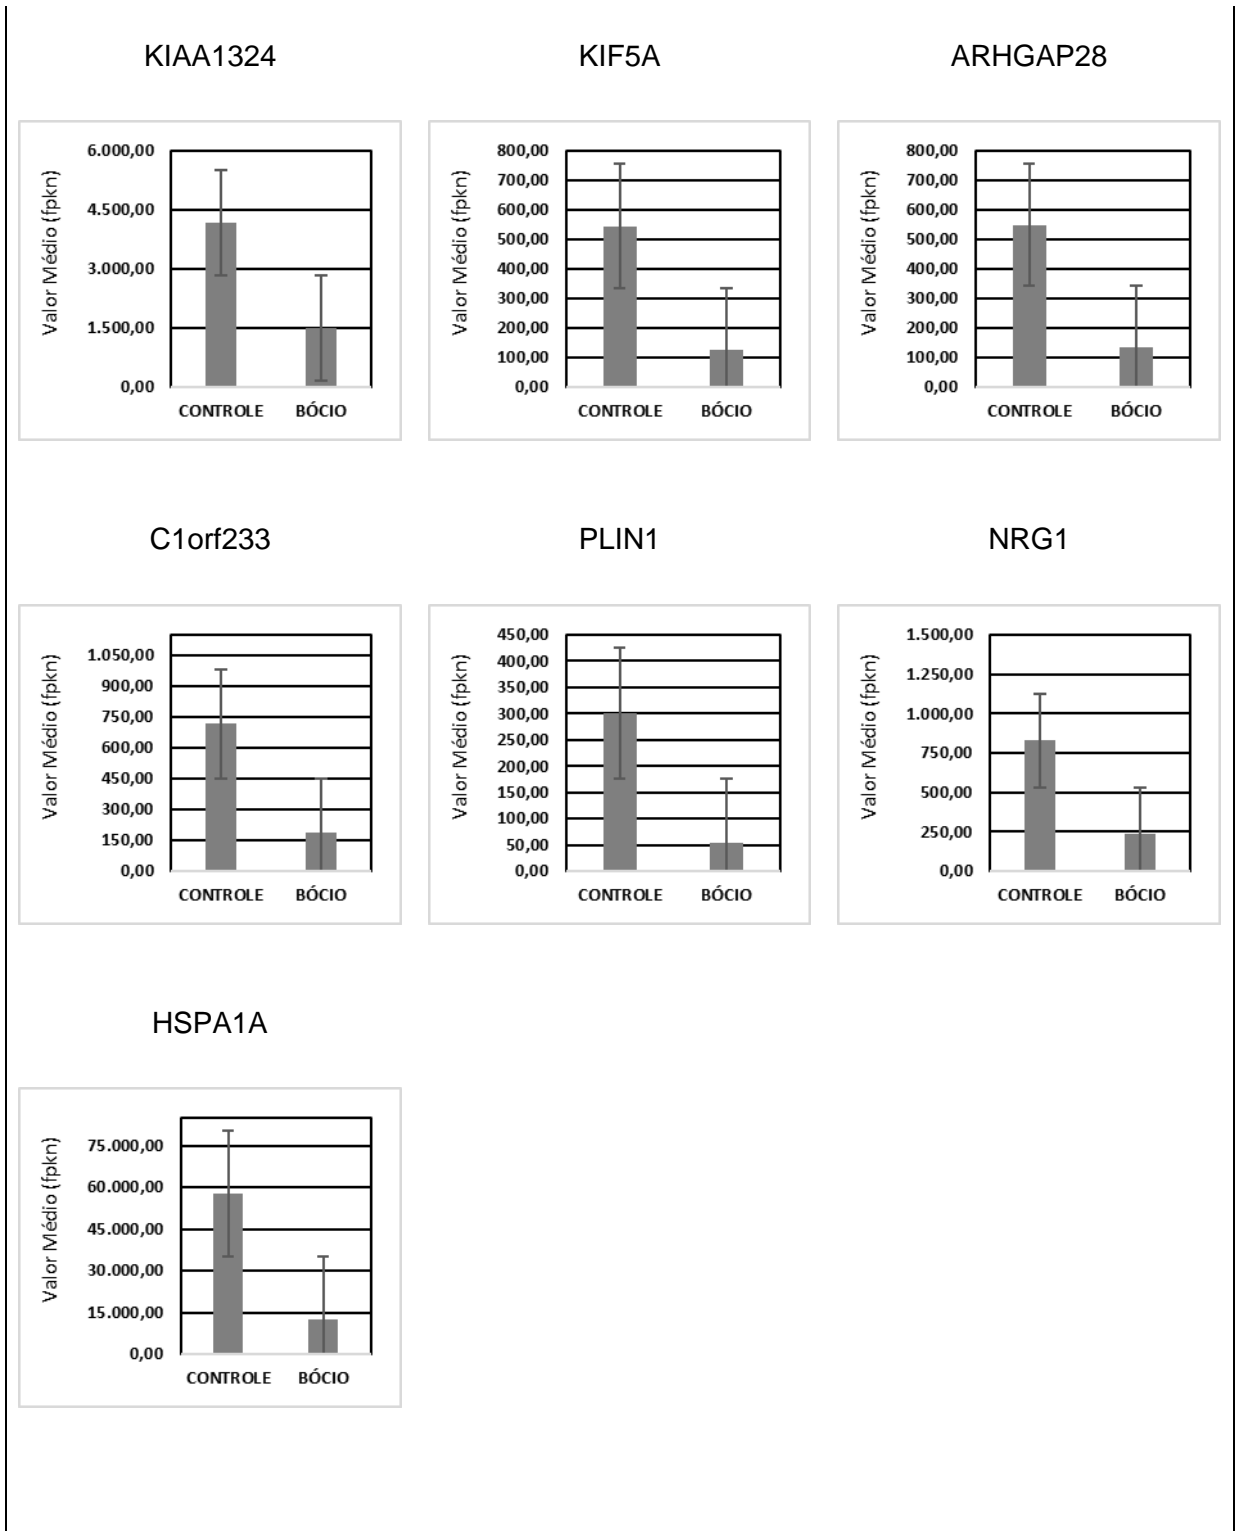 KIAA1324
KIF5A
ARHGAP28
Valor Médio (fpkn)
6.000,00
4.500,00
3.000,00
1.500,00
0,00
CONTROLE BÓCIO
Valor Médio (fpkn)
800,00
700,00
600,00
500,00
400,00
300,00
200,00
100,00
0,00
CONTROLE BÓCIO
Valor Médio (fpkn)
800,00
700,00
600,00
500,00
400,00
300,00
200,00
100,00
0,00
CONTROLE BÓCIO
C1orf233
PLIN1
NRG1
Valor Médio (fpkn)
1.050,00
900,00
750,00
600,00
450,00
300,00
150,00
0,00
CONTROLE BÓCIO
Valor Médio (fpkn)
450,00
400,00
350,00
300,00
250,00
200,00
150,00
100,00
50,00
0,00
CONTROLE BÓCIO
Valor Médio (fpkn)
1.500,00
1.250,00
1.000,00
750,00
500,00
250,00
0,00
CONTROLE BÓCIO
HSPA1A
Valor Médio (fpkn)
75.000,00
60.000,00
45.000,00
30.000,00
15.000,00
0,00
CONTROLE BÓCIO